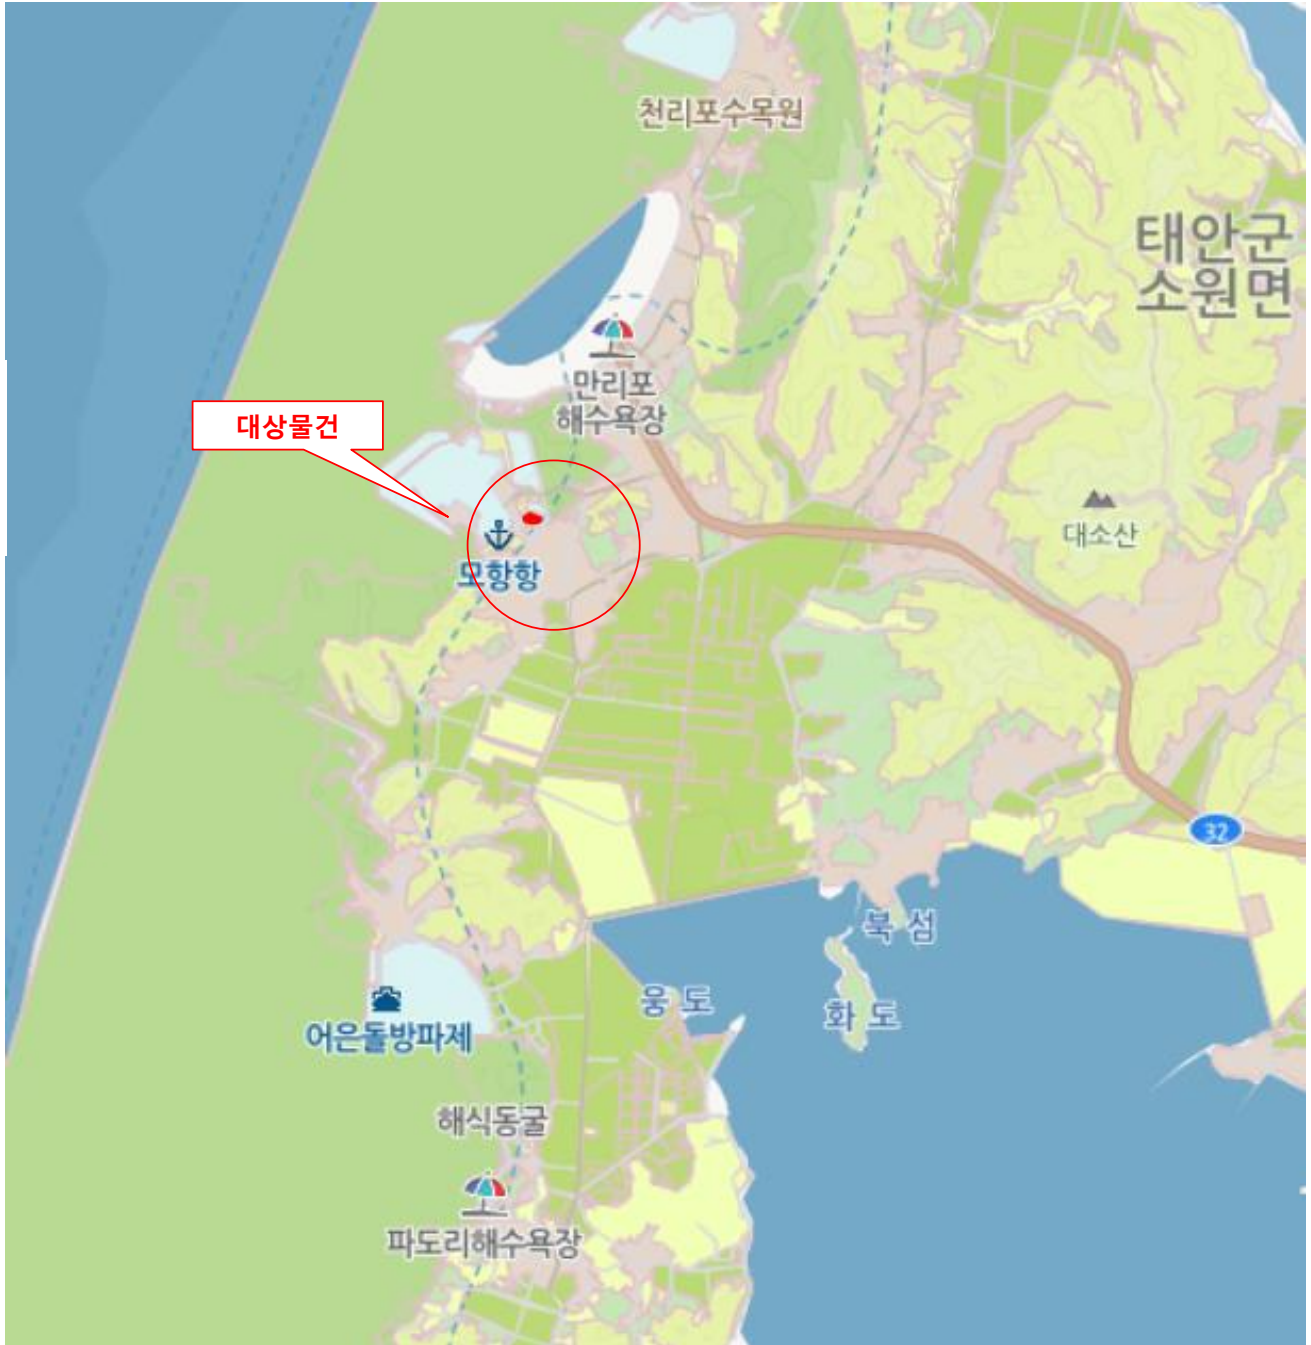 천리포수목원
태안군
소원면
만리포
해수욕장
대상물건
대소산
모항항
32
북 섬
웅 도
화 도
어은돌방파제
해식동굴
파도리해수욕장